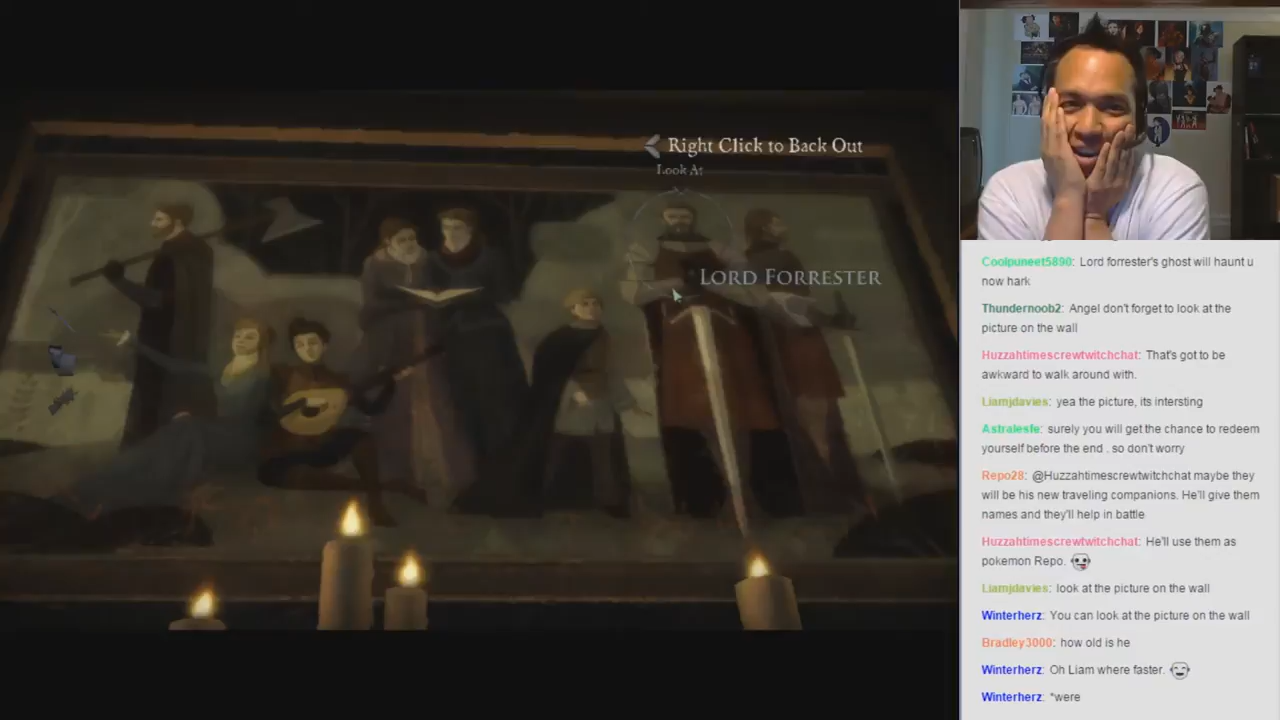 Right Click to Back Out
Look At
LORD FORRESTER
Coolpuneet5890: Lord forrester's ghost will haunt u
now hark
Thundernoob2: Angel don't forget to look at the
picture on the wall
Huzzahtimescrewtwitchchat: That's got to be
awkward to walk around with.
Liamjdavies: yea the picture, its intersting
Astralesfe: surely you will get the chance to redeem
yourself before the end . so don't worry
Repo28: @Huzzahtimescrewtwitchchat maybe they
will be his new traveling companions. He'll give them
names and they'll help in battle
Huzzahtimescrewtwitchchat: He'll use them as
pokemon Repo.
Liamjdavies: look at the picture on the wall
Winterherz: You can look at the picture on the wall
Bradley3000: how old is he
Winterherz: Oh Liam where faster.
Winterherz: *were